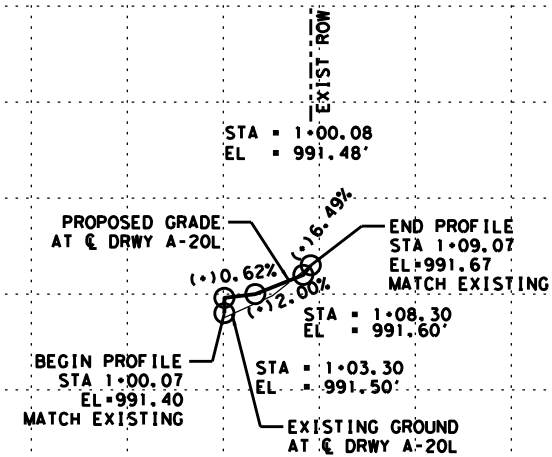 EXIST ROW
STA = 1+00.08
EL = 991.48'
PROPOSED GRADE
AT ℄ DRWY A-20L
(+)6.49%
END PROFILE
STA 1+09.07
EL=991.67
MATCH EXISTING
(+)0.62%
(+)2.00%
STA = 1+08.30
EL = 991.60'
BEGIN PROFILE
STA 1+00.07
EL=991.40
MATCH EXISTING
STA = 1+03.30
EL = 991.50'
EXISTING GROUND
AT ℄ DRWY A-20L